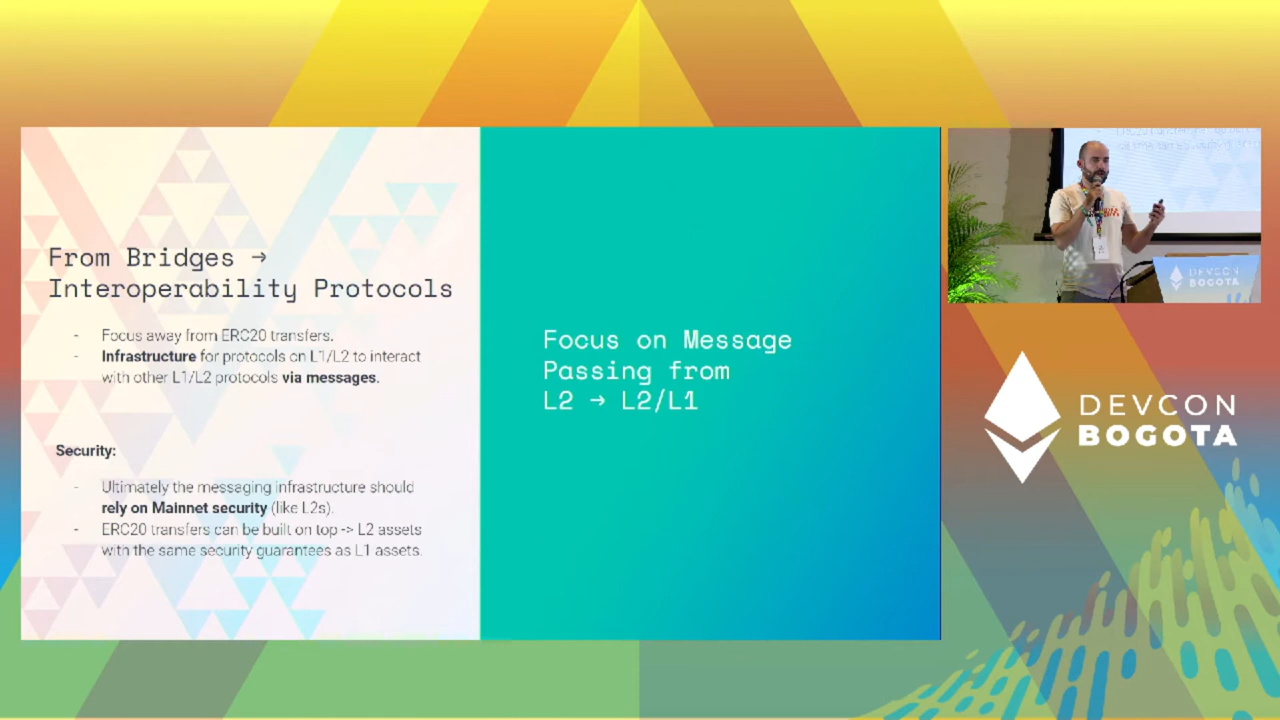 From Bridges →
Interoperability Protocols
- Focus away from ERC20 transfers.
- Infrastructure for protocols on L1/L2 to interact
with other L1/L2 protocols via messages.
Security:
- Ultimately the messaging infrastructure should
rely on Mainnet security (like L2s).
- ERC20 transfers can be built on top -> L2 assets
with the same security guarantees as L1 assets.
Focus on Message
Passing from
L2 → L2/L1
DEVCON
BOGOTA
DEVCON
BOGOTA